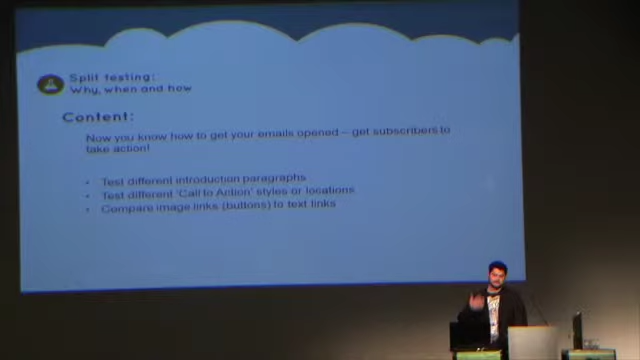 Split testing:
Why, when and how
Content:
Now you know how to get your emails opened – get subscribers to
take action!
• Test different introduction paragraphs
• Test different 'Call to Action' styles or locations
• Compare image links (buttons) to text links